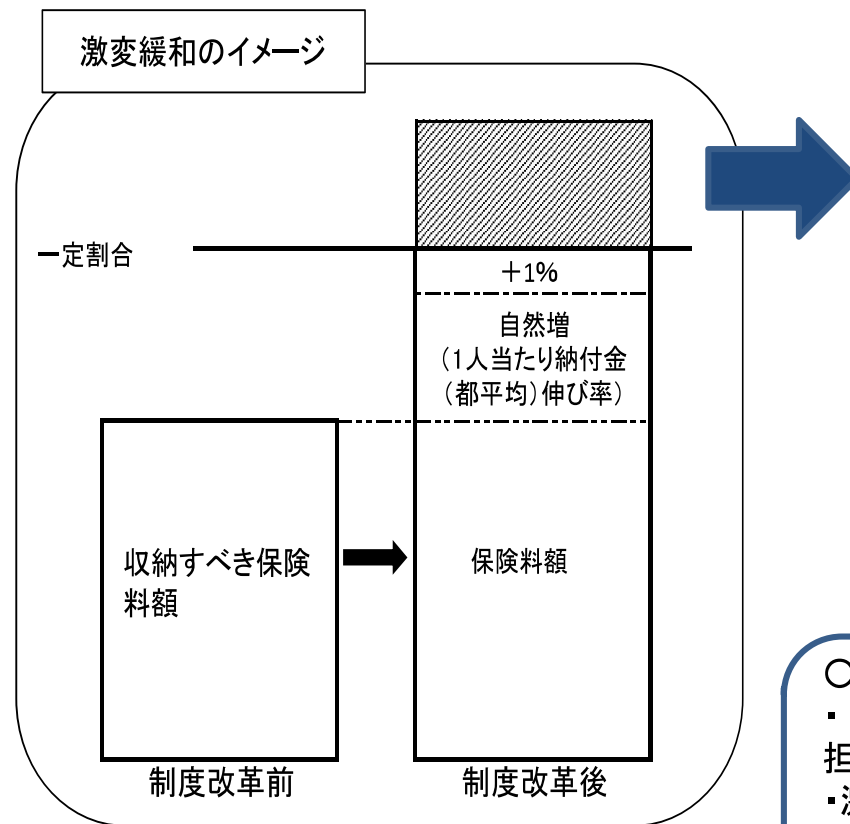 激変緩和のイメージ
一定割合
＋1%
自然増
（1人当たり納付金
（都平均）伸び率）
収納すべき保険
料額
保険料額
制度改革前
制度改革後
○
・
担
・激